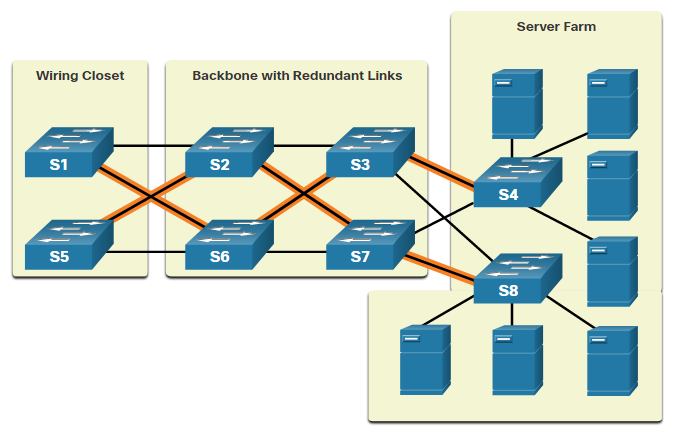 Server Farm
Wiring Closet
Backbone with Redundant Links
S1
S2
S3
S4
S5
S6
S7
S8